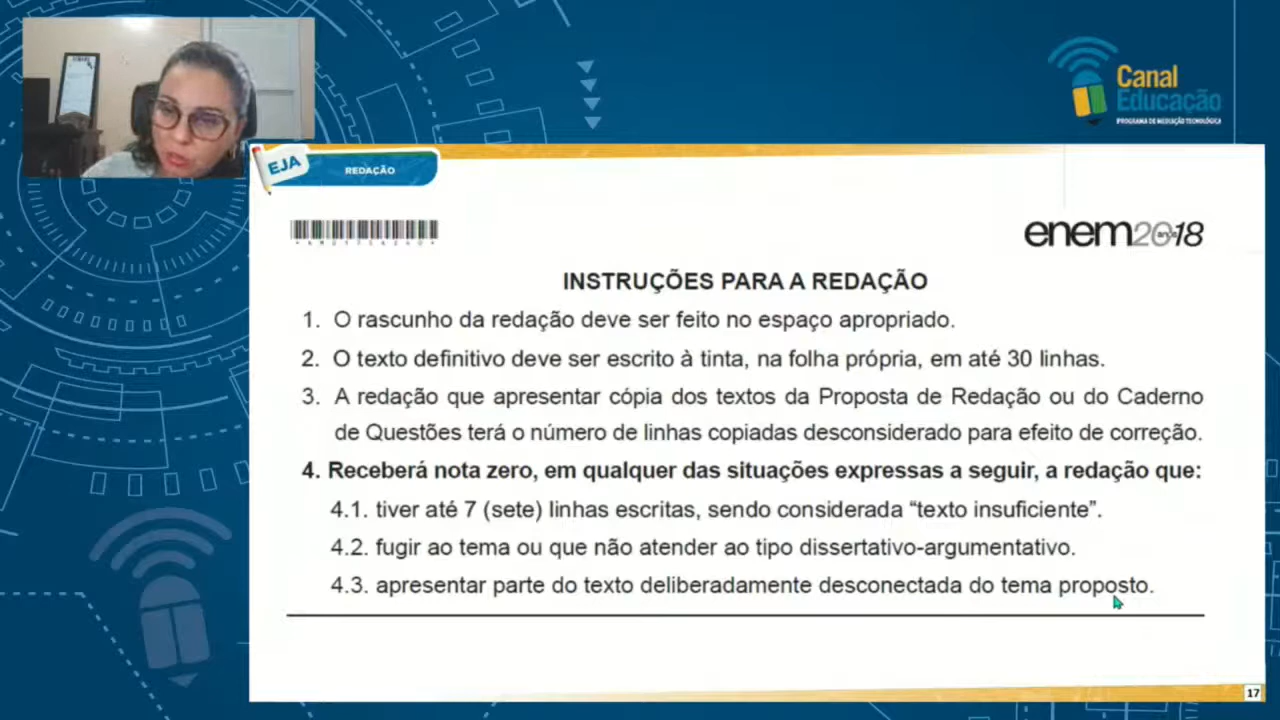 Canal
Educação
PROGRAMA DE MEDIAÇÃO TECNOLÓGICA
EJA
REDAÇÃO
enem2018
INSTRUÇÕES PARA A REDAÇÃO
1. O rascunho da redação deve ser feito no espaço apropriado.
2. O texto definitivo deve ser escrito à tinta, na folha própria, em até 30 linhas.
3. A redação que apresentar cópia dos textos da Proposta de Redação ou do Caderno
de Questões terá o número de linhas copiadas desconsiderado para efeito de correção.
4. Receberá nota zero, em qualquer das situações expressas a seguir, a redação que:
4.1. tiver até 7 (sete) linhas escritas, sendo considerada “texto insuficiente”.
4.2. fugir ao tema ou que não atender ao tipo dissertativo-argumentativo.
4.3. apresentar parte do texto deliberadamente desconectada do tema proposto.
17